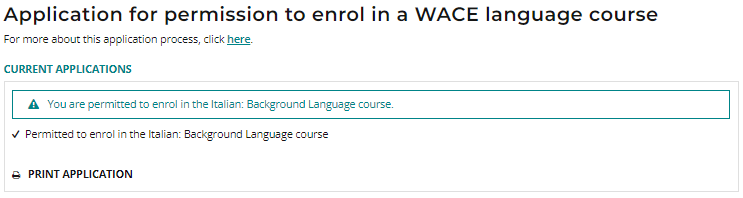 Application for permission to enrol in a WACE language course
For more about this application process, click here.
CURRENT APPLICATIONS
You are permitted to enrol in the Italian: Background Language course.
Permitted to enrol in the Italian: Background Language course
PRINT APPLICATION